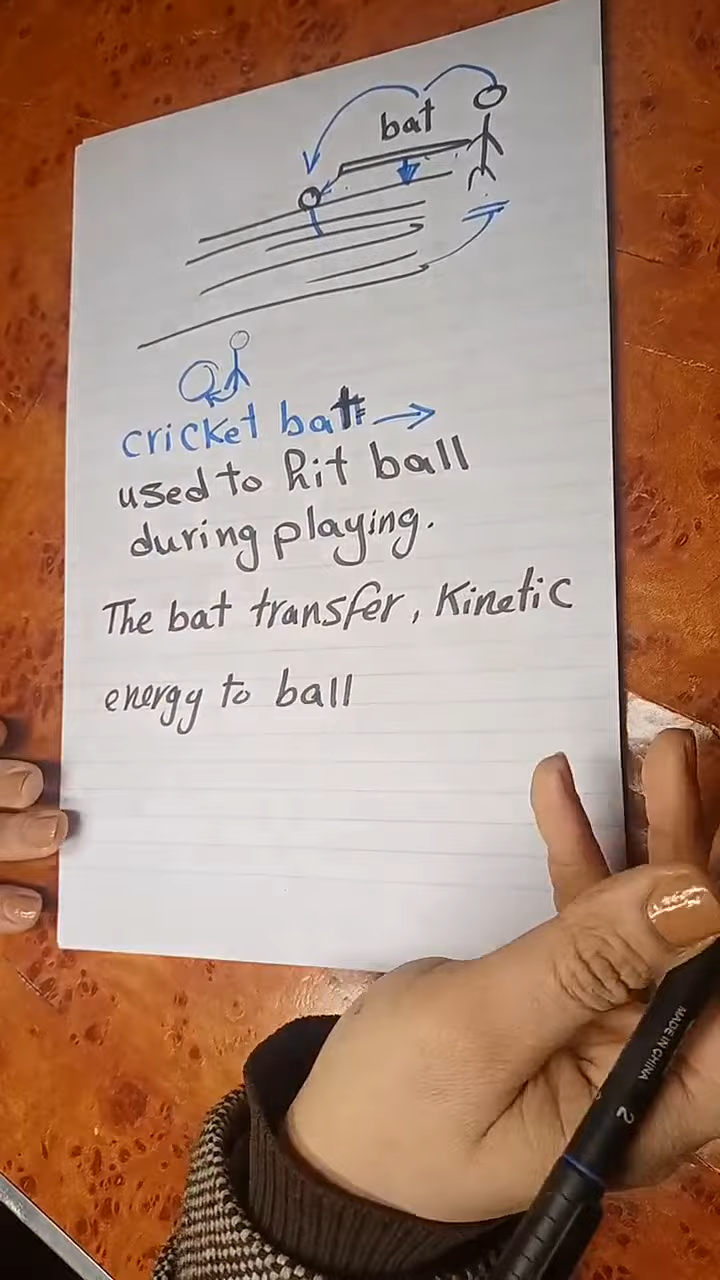 bat
cricket bat →
used to hit ball
during playing.
The bat transfer, Kinetic
energy to ball
MADE IN CHINA
2